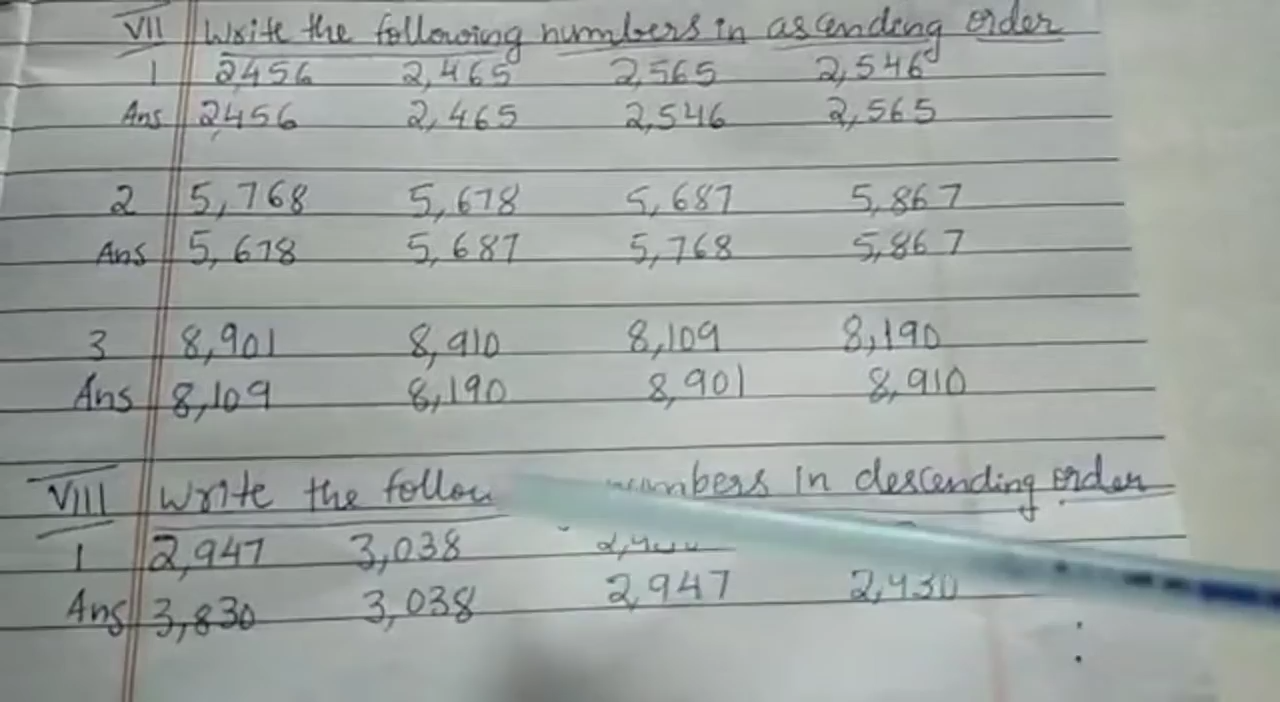 VII Write the following numbers in ascending order
1 2456 2,465 2,565 2,546
Ans 2456 2,465 2,546 2,565
2 5,768 5,678 5,687 5,867
Ans 5,678 5,687 5,768 5,867
3 8,901 8,910 8,109 8,190
Ans 8,109 8,190 8,901 8,910
VIII Write the numbers in descending order
1 2,947 3,038
Ans 3,830 3,038 2,947 2,430